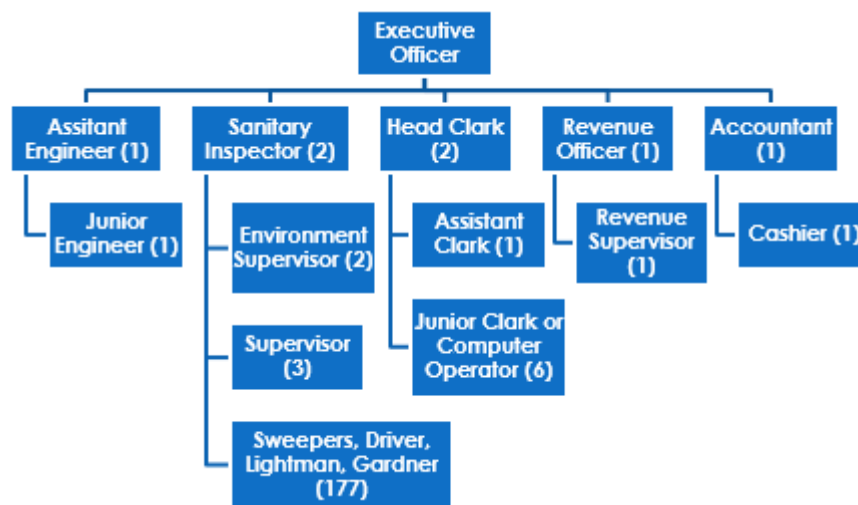 Executive
Officer
Assitant
Engineer (1)
Sanitary
Inspector (2)
Head Clark
(2)
Revenue
Officer (1)
Accountant
(1)
Junior
Engineer (1)
Environment
Supervisor (2)
Assistant
Clark (1)
Revenue
Supervisor
(1)
Cashier (1)
Supervisor
(3)
Junior Clark or
Computer
Operator (6)
Sweepers, Driver,
Lightman, Gardner
(177)